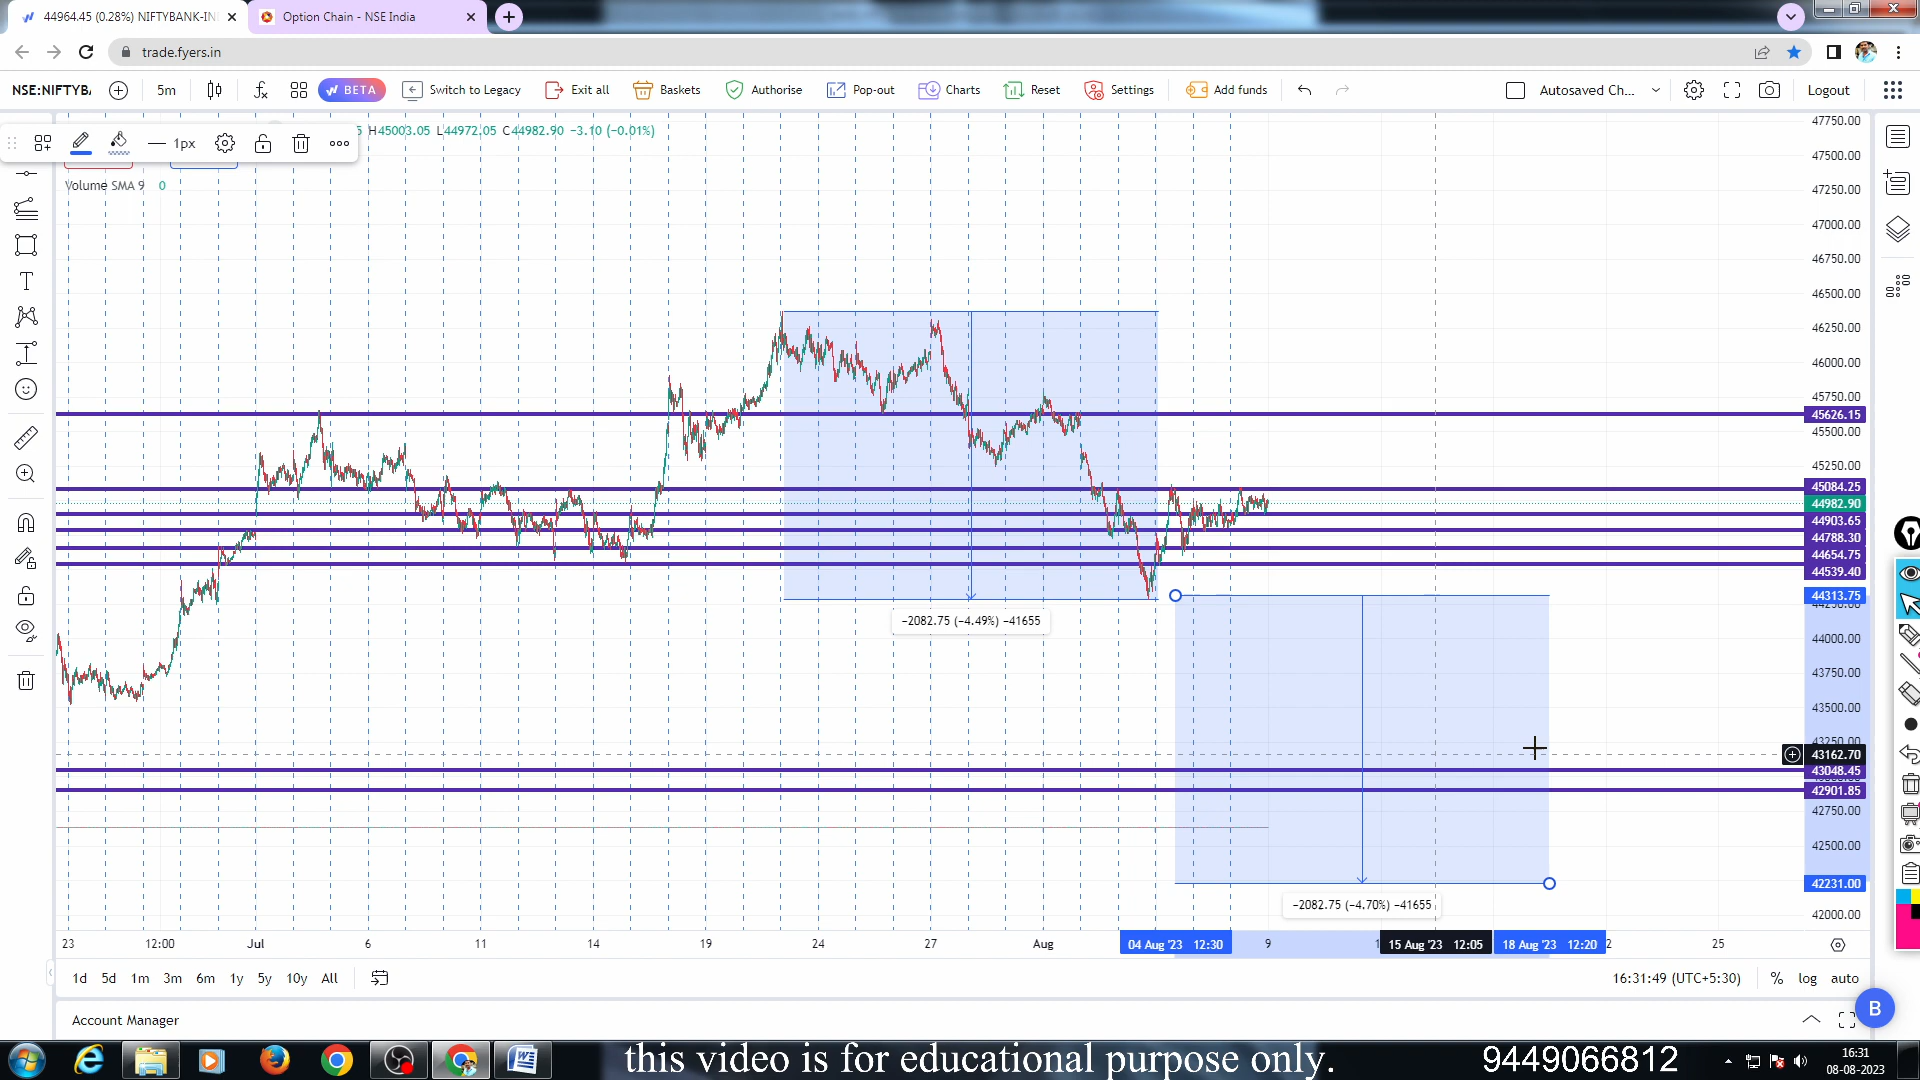 44964.45 (0.28%) NIFTYBANK-IN
Option Chain - NSE India
trade.fyers.in
NSE:NIFTYB
5m
BETA
Switch to Legacy
Exit all
Baskets
Authorise
Pop-out
Charts
Reset
Settings
Add funds
Autosaved Ch...
Logout
1px
5 H45003.05 L44972.05 C44982.90 −3.10 (−0.01%)
Volume SMA 9 0
47750.00
47500.00
47250.00
47000.00
46750.00
46500.00
46250.00
46000.00
45750.00
45626.15
45500.00
45250.00
45084.25
44982.90
44903.65
44788.30
44654.75
44539.40
44313.75
44250.00
44000.00
43750.00
43500.00
43250.00
43162.70
43048.45
42901.85
42750.00
42500.00
42231.00
42000.00
−2082.75 (−4.49%) −41655
−2082.75 (−4.70%) −41655
23 12:00 Jul 6 11 14 19 24 27 Aug 04 Aug '23 12:30 9 15 Aug '23 12:05 18 Aug '23 12:20 2 25
1d 5d 1m 3m 6m 1y 5y 10y All
16:31:49 (UTC+5:30) % log auto
B
Account Manager
this video is for educational purpose only.
9449066812
16:31
08-08-2023